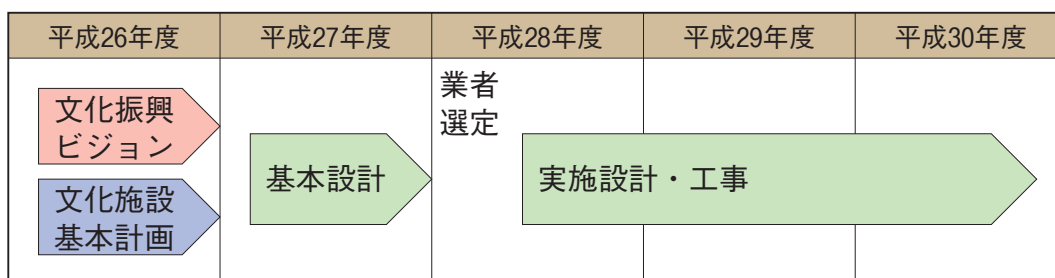 平成26年度 平成27年度 平成28年度 平成29年度 平成30年度
文化振興
ビジョン
文化施設
基本計画
基本設計
業者
選定
実施設計・工事